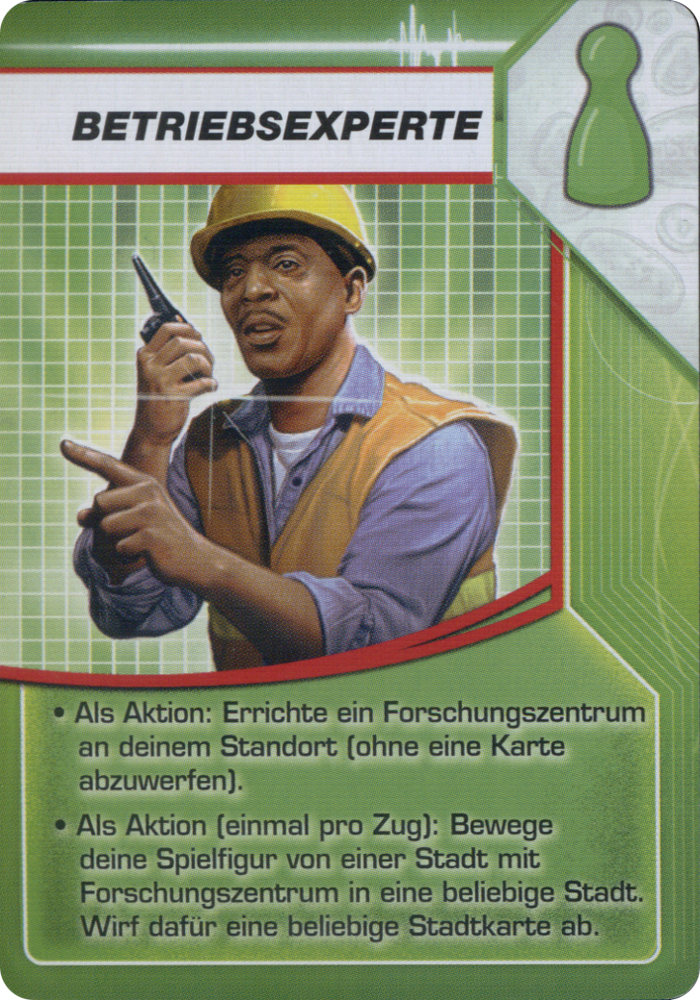 BETRIEBSEXPERTE
• Als Aktion: Errichte ein Forschungszentrum
an deinem Standort (ohne eine Karte
abzuwerfen).
• Als Aktion (einmal pro Zug): Bewege
deine Spielfigur von einer Stadt mit
Forschungszentrum in eine beliebige Stadt.
Wirf dafür eine beliebige Stadtkarte ab.